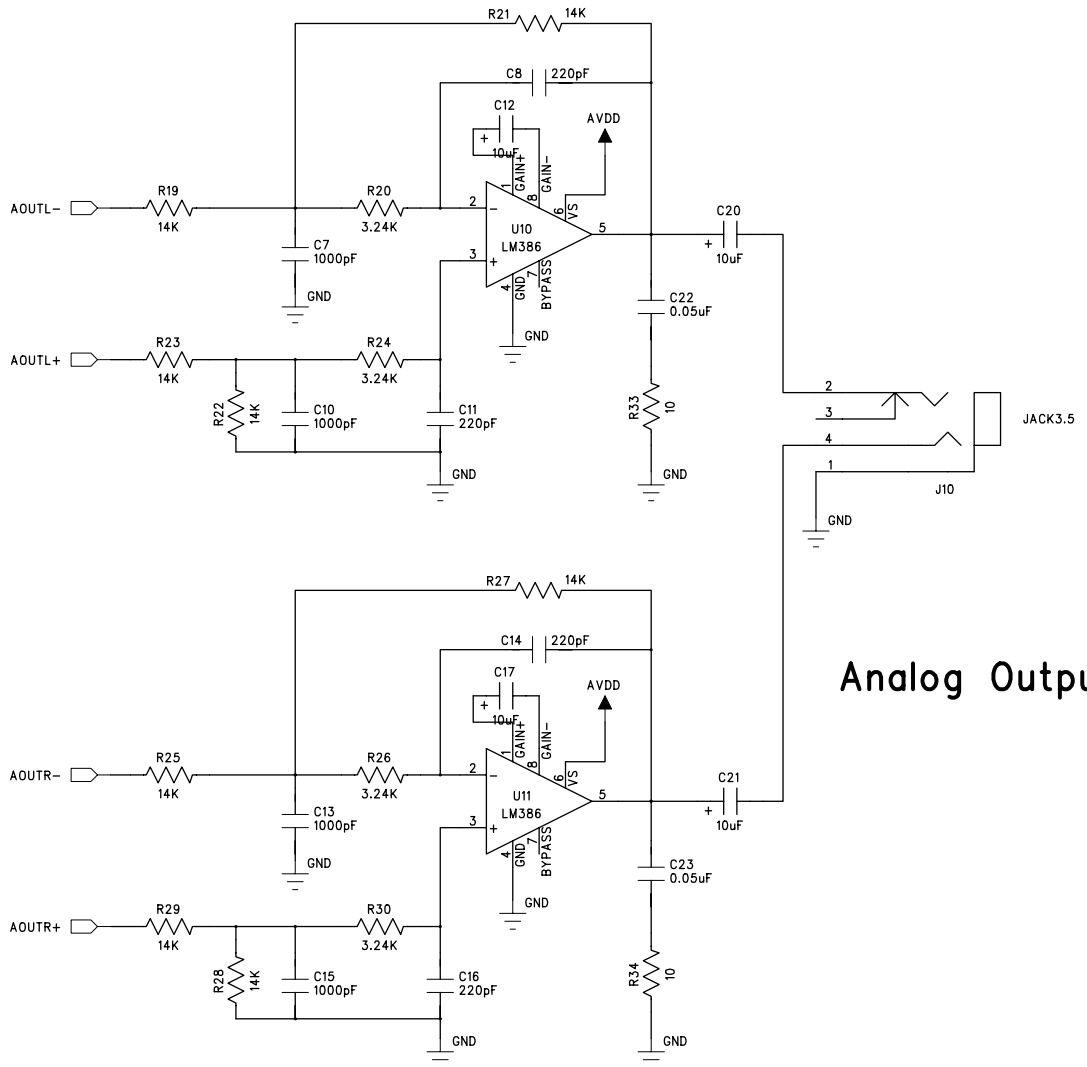 R21 14K
C8 220pF
C12
+
10uF
AVDD
GAIN+
GAIN-
1
8
6
VS
R19
14K
AOUTL-
R20
3.24K
2
-
U10
LM386
5
C20
+
10uF
C7
1000pF
3
+
4
GND
7
BYPASS
GND
C22
0.05uF
GND
AOUTL+
R23
14K
R24
3.24K
R22
14K
C10
1000pF
C11
220pF
R33
10
GND
GND
2
3
4
1
JACK3.5
J10
GND
R27 14K
C14 220pF
C17
+
10uF
AVDD
GAIN+
GAIN-
1
8
6
VS
Analog Outpu
AOUTR-
R25
14K
R26
3.24K
2
-
U11
LM386
5
C21
+
10uF
C13
1000pF
3
+
4
GND
7
BYPASS
GND
C23
0.05uF
GND
AOUTR+
R29
14K
R30
3.24K
R28
14K
C15
1000pF
C16
220pF
R34
10
GND
GND